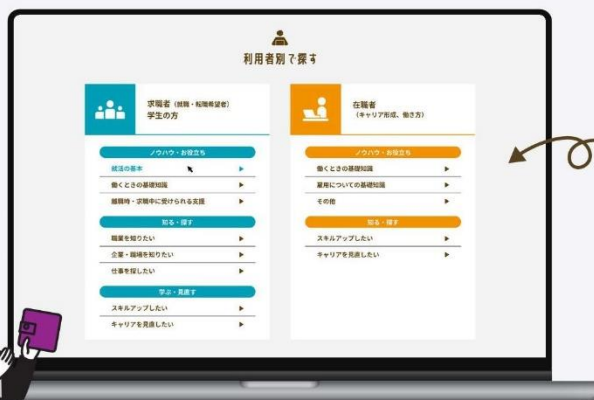 利用者別で探す
求職者（就職・転職希望者）
学生の方
ノウハウ・お役立ち
就活の基本
働くときの基礎知識
離職時・求職中に受けられる支援
知る・探す
職業を知りたい
企業・職場を知りたい
仕事を探したい
学ぶ・見直す
スキルアップしたい
キャリアを見直したい
在職者
（キャリア形成、働き方）
ノウハウ・お役立ち
働くときの基礎知識
雇用についての基礎知識
その他
知る・探す
スキルアップしたい
キャリアを見直したい